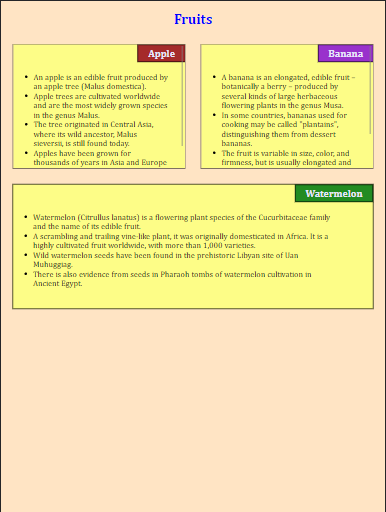 Fruits
Apple
• An apple is an edible fruit produced by
an apple tree (Malus domestica).
• Apple trees are cultivated worldwide
and are the most widely grown species
in the genus Malus.
• The tree originated in Central Asia,
where its wild ancestor, Malus
sieversii, is still found today.
• Apples have been grown for
thousands of years in Asia and Europe
Banana
• A banana is an elongated, edible fruit –
botanically a berry – produced by
several kinds of large herbaceous
flowering plants in the genus Musa.
• In some countries, bananas used for
cooking may be called "plantains",
distinguishing them from dessert
bananas.
• The fruit is variable in size, color, and
firmness, but is usually elongated and
Watermelon
• Watermelon (Citrullus lanatus) is a flowering plant species of the Cucurbitaceae family
and the name of its edible fruit.
• A scrambling and trailing vine-like plant, it was originally domesticated in Africa. It is a
highly cultivated fruit worldwide, with more than 1,000 varieties.
• Wild watermelon seeds have been found in the prehistoric Libyan site of Uan
Muhuggiag.
• There is also evidence from seeds in Pharaoh tombs of watermelon cultivation in
Ancient Egypt.